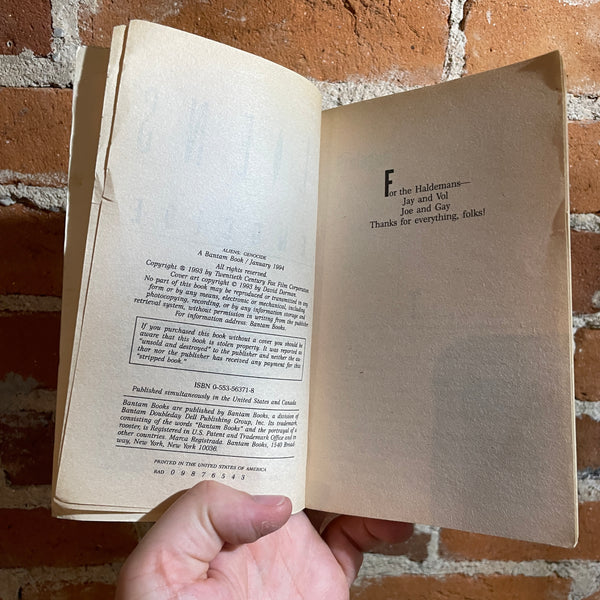 ALIENS: GENOCIDE
A Bantam Book / January 1994
All rights reserved.
Copyright © 1993 by Twentieth Century Fox Film Corporation
Cover art copyright © 1993 by David Dorman
No part of this book may be reproduced or transmitted in any
form or by any means, electronic or mechanical, including
photocopying, recording, or by any information storage and
retrieval system, without permission in writing from the publisher
For information address: Bantam Books.
If you purchased this book without a cover you should be
aware that this book is stolen property. It was reported as
"unsold and destroyed" to the publisher and neither the au-
thor nor the publisher has received any payment for this
"stripped book."
ISBN 0-553-56371-8
Published simultaneously in the United States and Canada
Bantam Books are published by Bantam Books, a division of
Bantam Doubleday Dell Publishing Group, Inc. Its trademark,
consisting of the words "Bantam Books" and the portrayal of a
rooster, is Registered in U.S. Patent and Trademark Office and in
other countries. Marca Registrada. Bantam Books, 1540 Broad-
way, New York, New York 10036.
PRINTED IN THE UNITED STATES OF AMERICA
RAD 0 9 8 7 6 5 4 3
For the Haldemans—
Jay and Vol
Joe and Gay
Thanks for everything, folks!